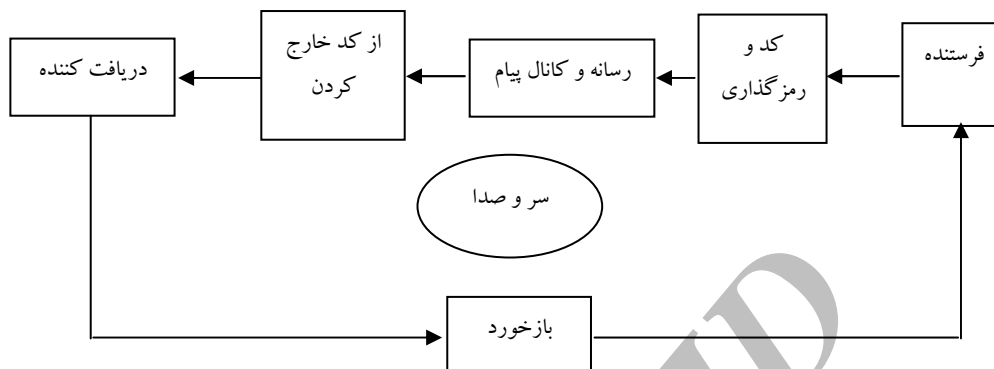 فرستنده
کد و
رمزگذاری
رسانه و کانال پیام
از کد خارج
کردن
دریافت کننده
سر و صدا
بازخورد